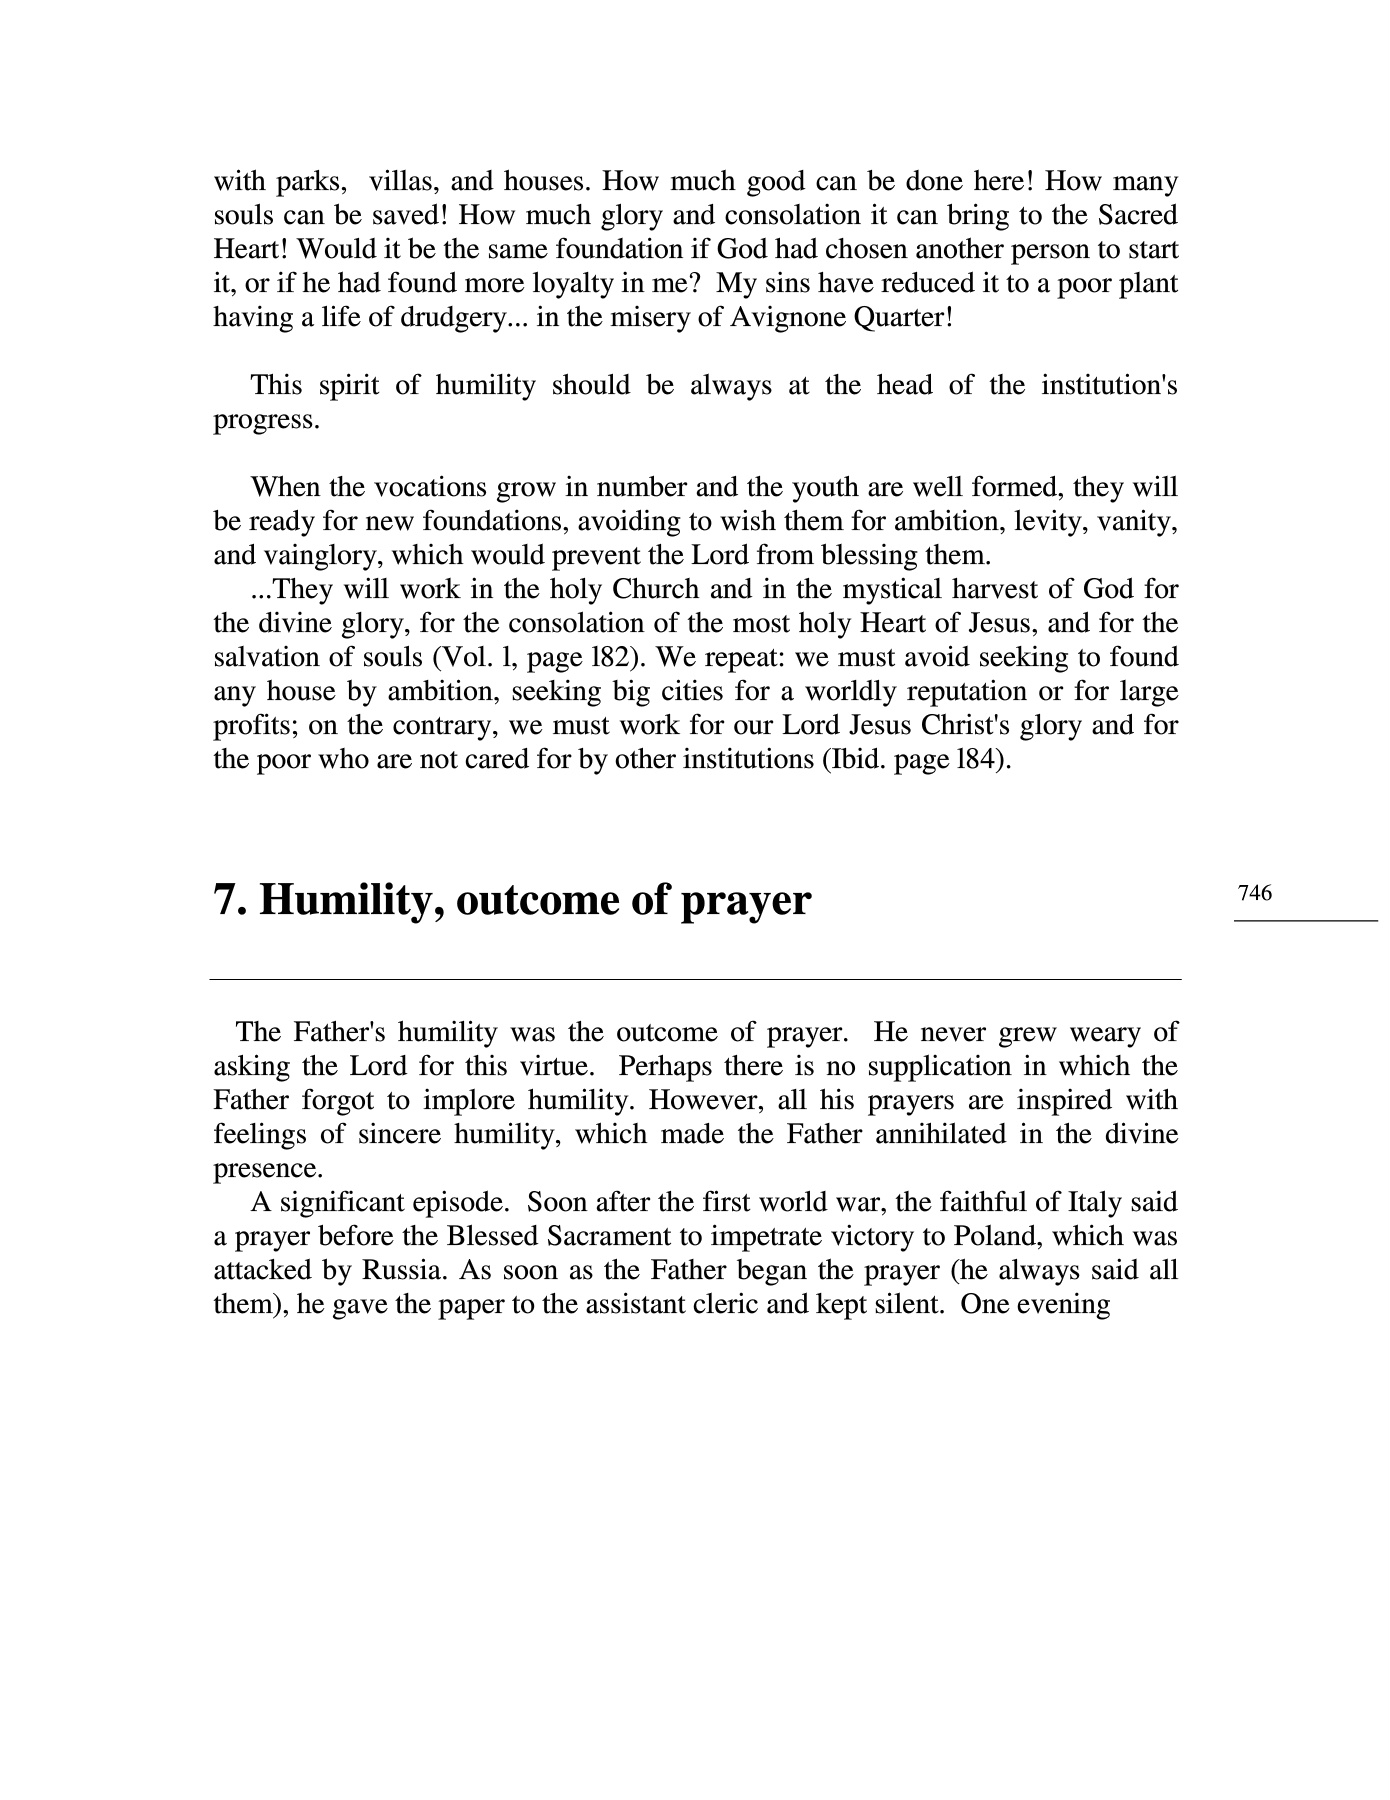 with parks, villas, and houses. How much good can be done here! How many
souls can be saved! How much glory and consolation it can bring to the Sacred
Heart! Would it be the same foundation if God had chosen another person to start
it, or if he had found more loyalty in me? My sins have reduced it to a poor plant
having a life of drudgery... in the misery of Avignone Quarter!
This spirit of humility should be always at the head of the institution's
progress.
When the vocations grow in number and the youth are well formed, they will
be ready for new foundations, avoiding to wish them for ambition, levity, vanity,
and vainglory, which would prevent the Lord from blessing them.
...They will work in the holy Church and in the mystical harvest of God for
the divine glory, for the consolation of the most holy Heart of Jesus, and for the
salvation of souls (Vol. l, page l82). We repeat: we must avoid seeking to found
any house by ambition, seeking big cities for a worldly reputation or for large
profits; on the contrary, we must work for our Lord Jesus Christ's glory and for
the poor who are not cared for by other institutions (Ibid. page l84).
7. Humility, outcome of prayer
746
The Father's humility was the outcome of prayer. He never grew weary of
asking the Lord for this virtue. Perhaps there is no supplication in which the
Father forgot to implore humility. However, all his prayers are inspired with
feelings of sincere humility, which made the Father annihilated in the divine
presence.
A significant episode. Soon after the first world war, the faithful of Italy said
a prayer before the Blessed Sacrament to impetrate victory to Poland, which was
attacked by Russia. As soon as the Father began the prayer (he always said all
them), he gave the paper to the assistant cleric and kept silent. One evening